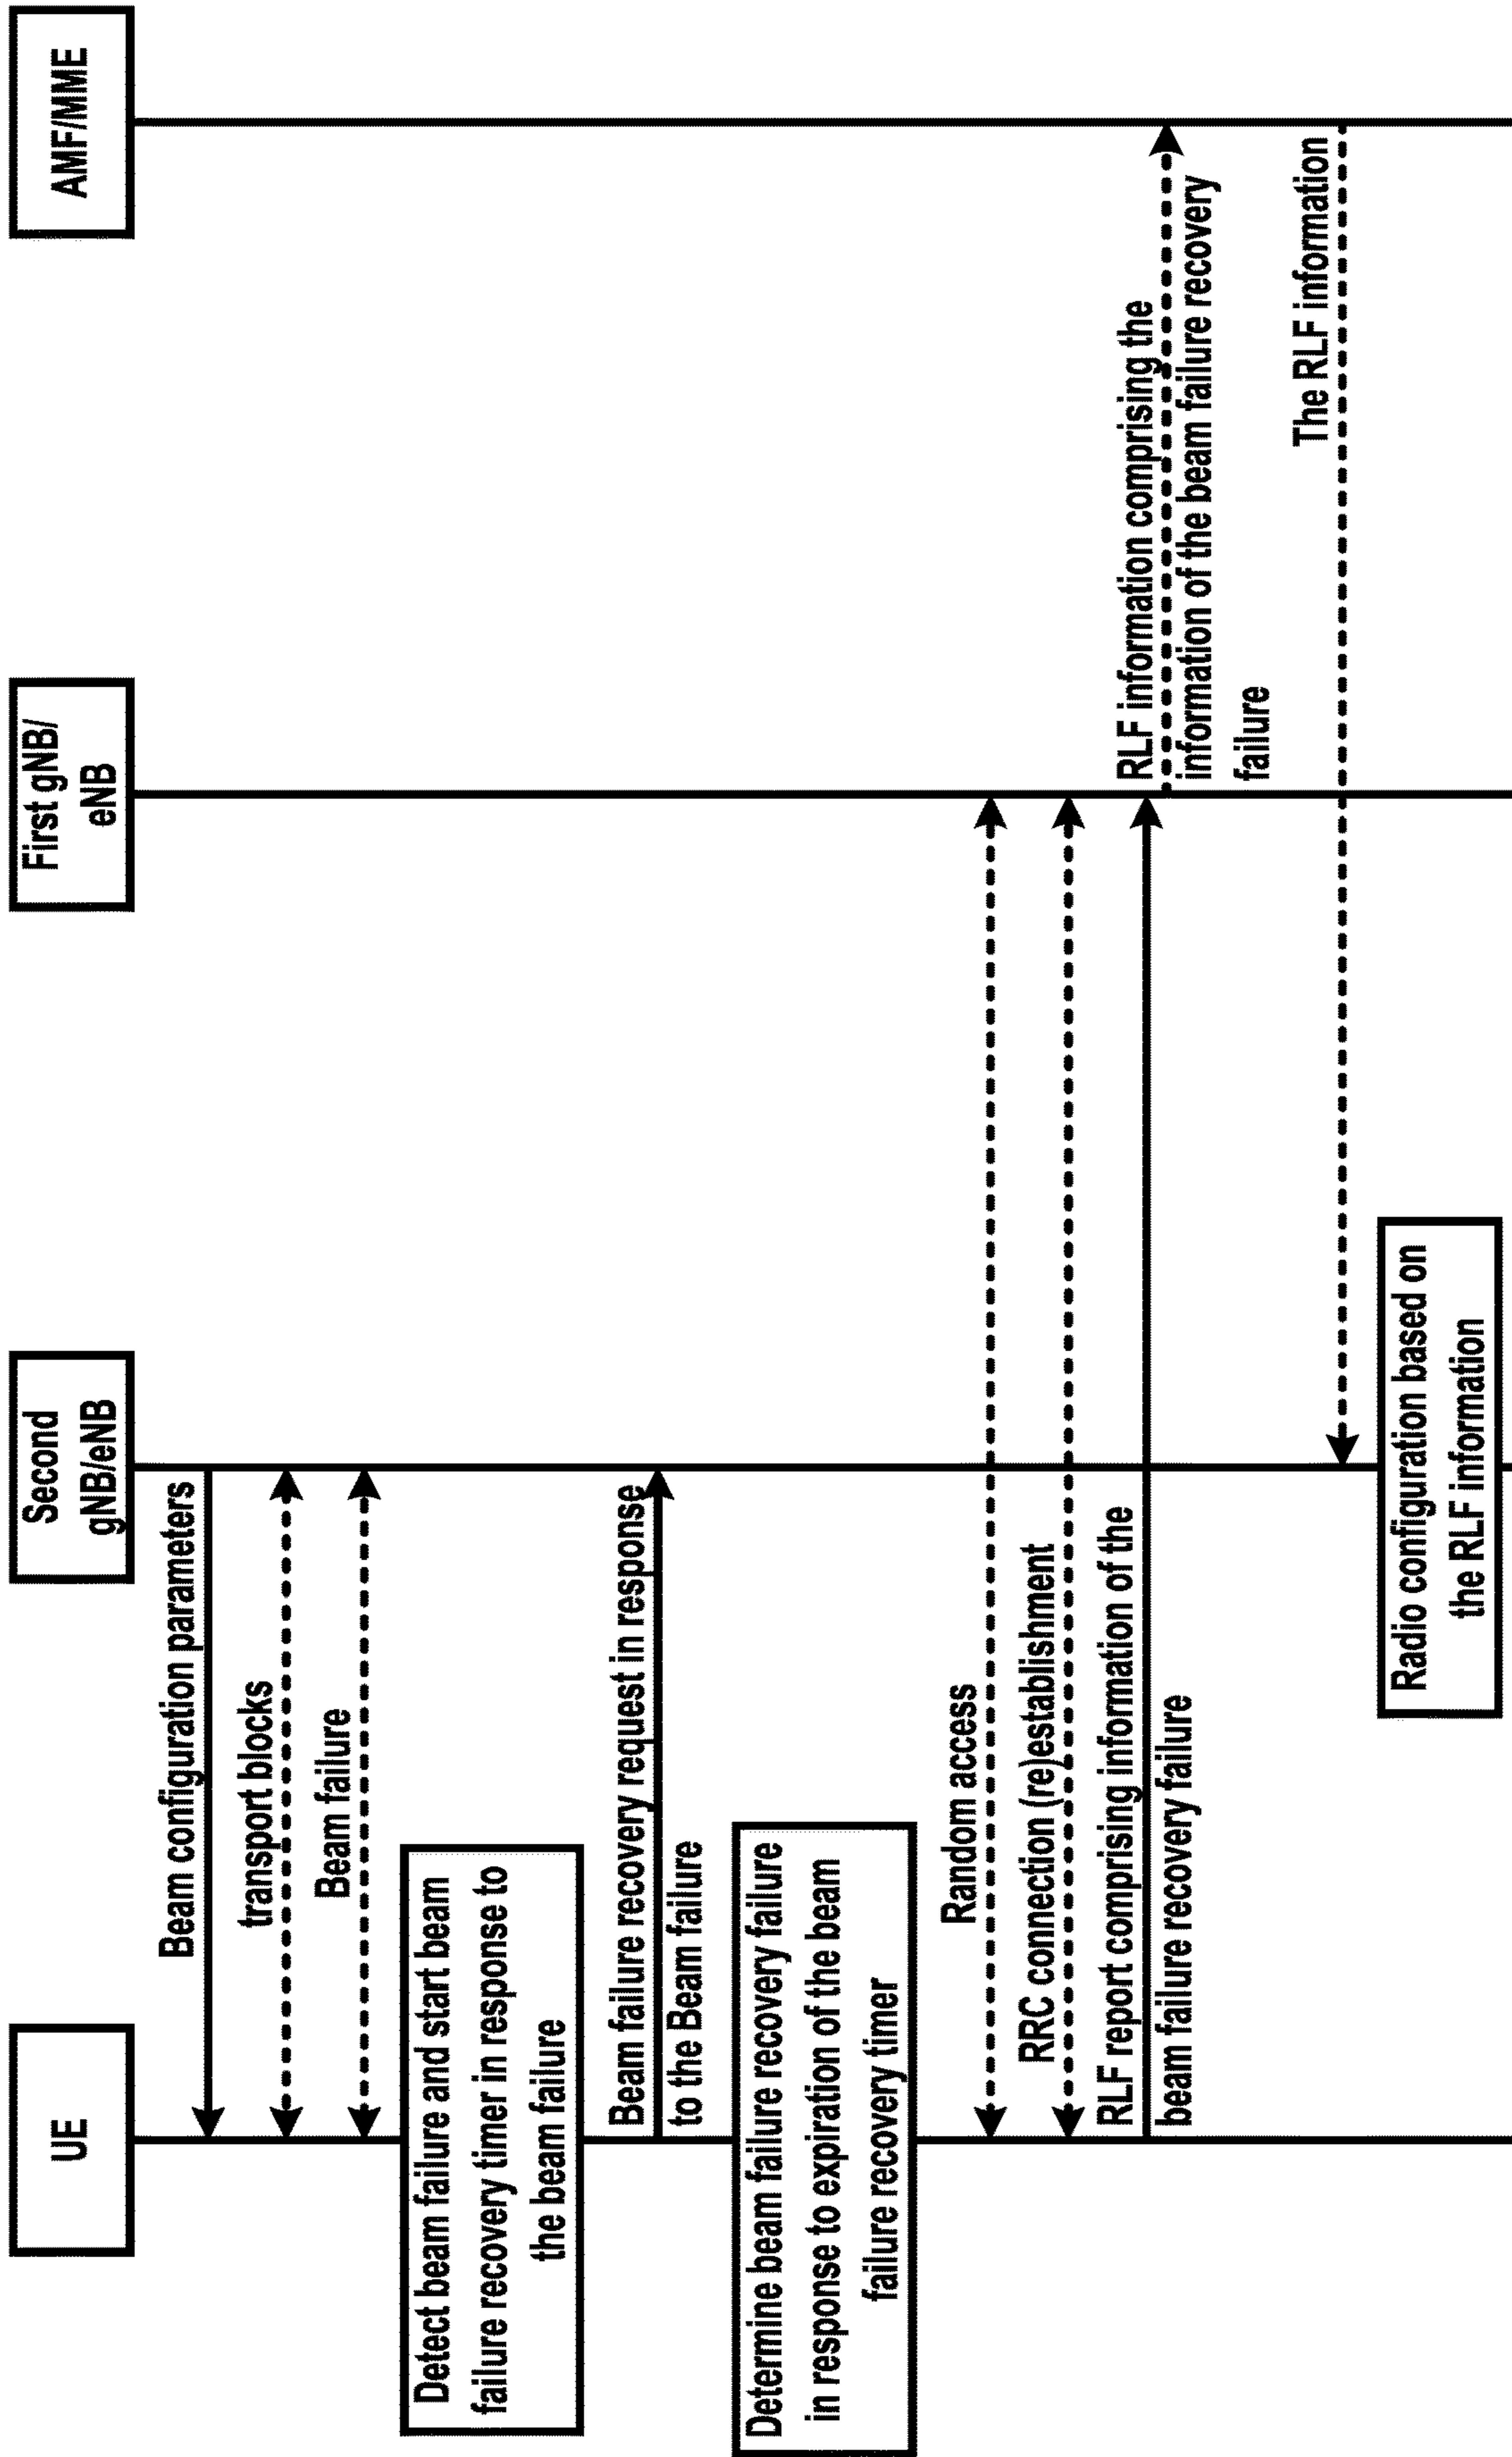 UE
Second
gNB/eNB
First gNB/
eNB
AMF/MME
Beam configuration parameters
transport blocks
Beam failure
Detect beam failure and start beam
failure recovery timer in response to
the beam failure
Beam failure recovery request in response
to the Beam failure
Determine beam failure recovery failure
in response to expiration of the beam
failure recovery timer
Random access
RRC connection (re)establishment
RLF report comprising information of the
beam failure recovery failure
RLF information comprising the
information of the beam failure recovery
failure
The RLF information
Radio configuration based on
the RLF information